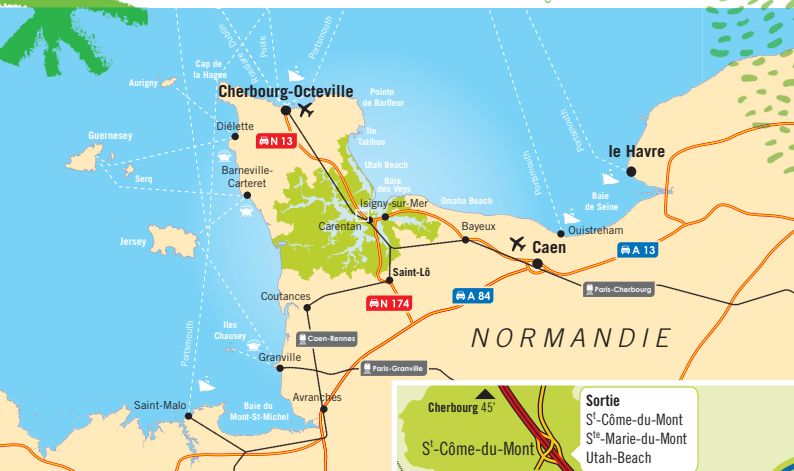 Portsmouth
Poole
Rosslare Dublin
Cap de
la Hague
Aurigny
Cherbourg-Octeville
Pointe
de Barfleur
Guernesey
Diélette
N 13
Ile
Tatihou
Portsmouth
Portsmouth
le Havre
Serq
Barneville-
Carteret
Utah Beach
Baie
des Veys
Isigny-sur-Mer
Omaha Beach
Baie
de Seine
Jersey
Carentan
Bayeux
Ouistreham
Caen
A 13
Saint-Lô
Paris-Cherbourg
Coutances
N 174
A 84
Iles
Chausey
Caen-Rennes
NORMANDIE
Portsmouth
Granville
Paris-Granville
Saint-Malo
Baie du
Mont-St-Michel
Avranches
Cherbourg 45'
Sᵗ-Côme-du-Mont
Sortie
Sᵗ-Côme-du-Mont
Sᵗᵉ-Marie-du-Mont
Utah-Beach